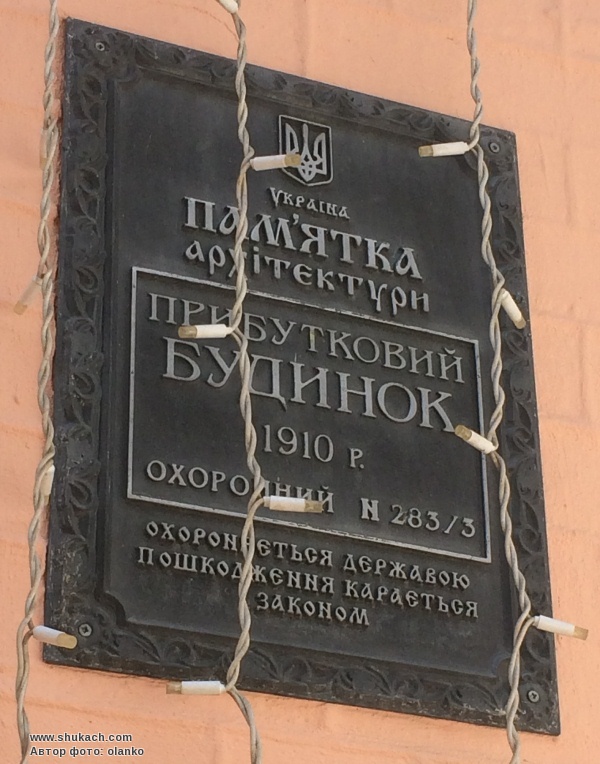 Україна
ПАМ'ЯТКА
архітектури
ПРИБУТКОВИЙ
БУДИНОК
1910 р.
ОХОРОННИЙ N 283/3
ОХОРОНЯЄТЬСЯ ДЕРЖАВОЮ
ПОШКОДЖЕННЯ КАРАЄТЬСЯ
ЗАКОНОМ
www.shukach.com
Автор фото: olanko